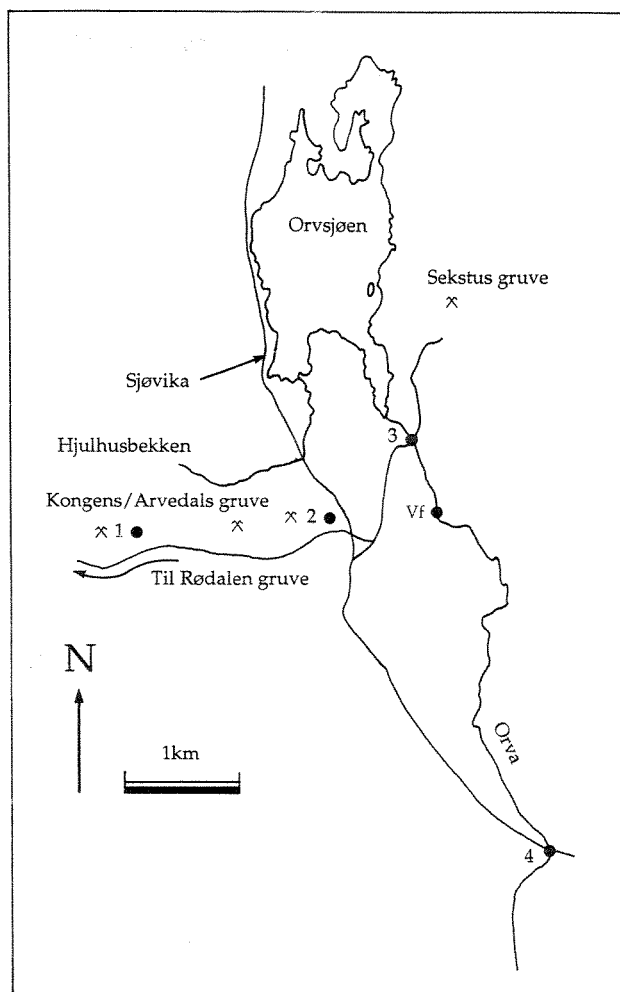 Orvsjøen
Sekstus gruve
Sjøvika
3
Hjulhusbekken
Kongens/Arvedals gruve
1
2
Vf
Til Rødalen gruve
N
1km
Orva
4